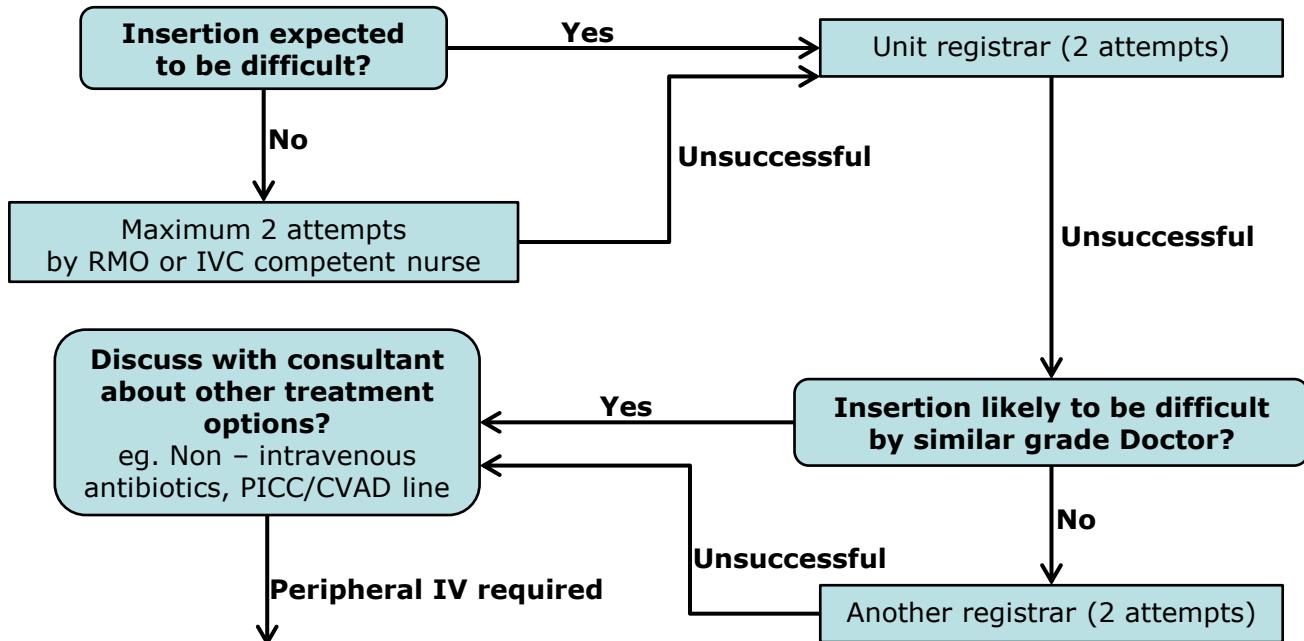 Insertion expected
to be difficult?
Yes
Unit registrar (2 attempts)
No
Unsuccessful
Maximum 2 attempts
by RMO or IVC competent nurse
Unsuccessful
Discuss with consultant
about other treatment
options?
eg. Non – intravenous
antibiotics, PICC/CVAD line
Yes
Insertion likely to be difficult
by similar grade Doctor?
No
Unsuccessful
Peripheral IV required
Another registrar (2 attempts)